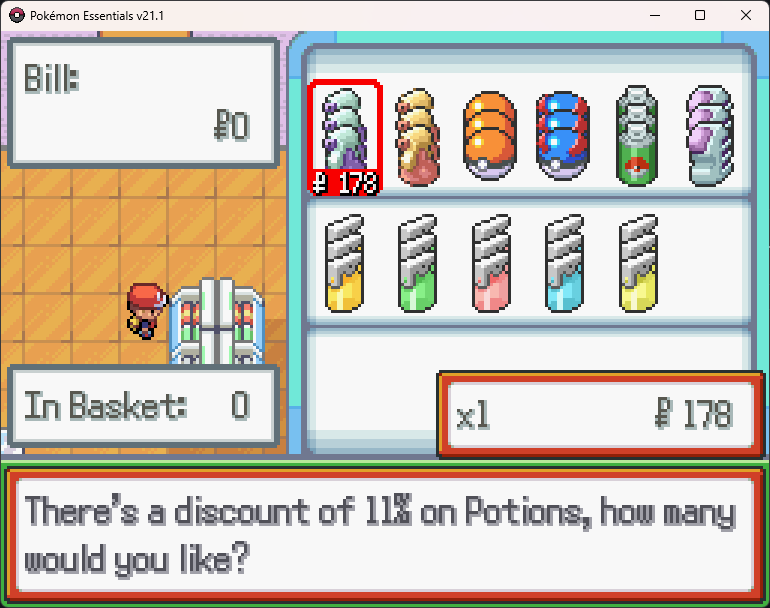 Pokémon Essentials v21.1
Bill:
₽0
₽ 178
In Basket: 0
x1 ₽ 178
There's a discount of 11% on Potions, how many
would you like?